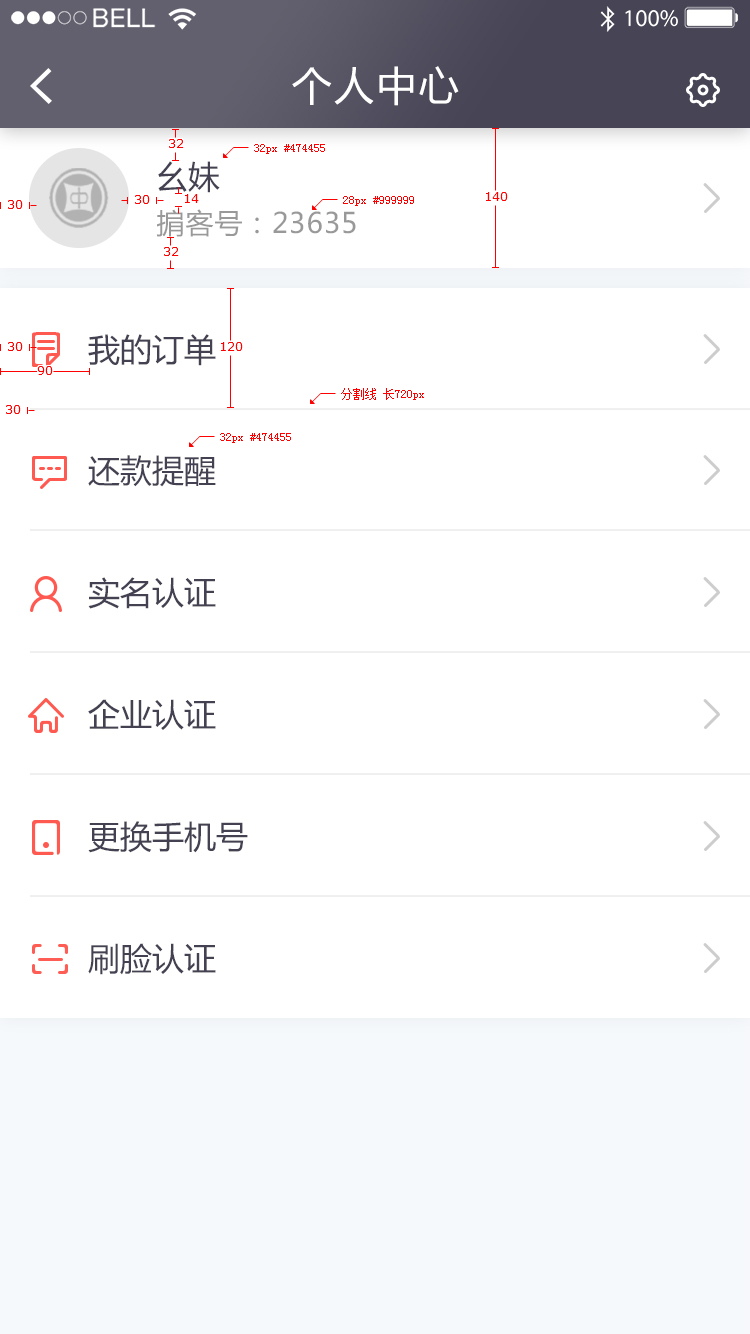 BELL 100%
个人中心
32
32px #474455
幺妹
30
30
14
28px #999999
140
掮客号：23635
32
30
我的订单
120
90
分割线 长720px
30
32px #474455
还款提醒
实名认证
企业认证
更换手机号
刷脸认证